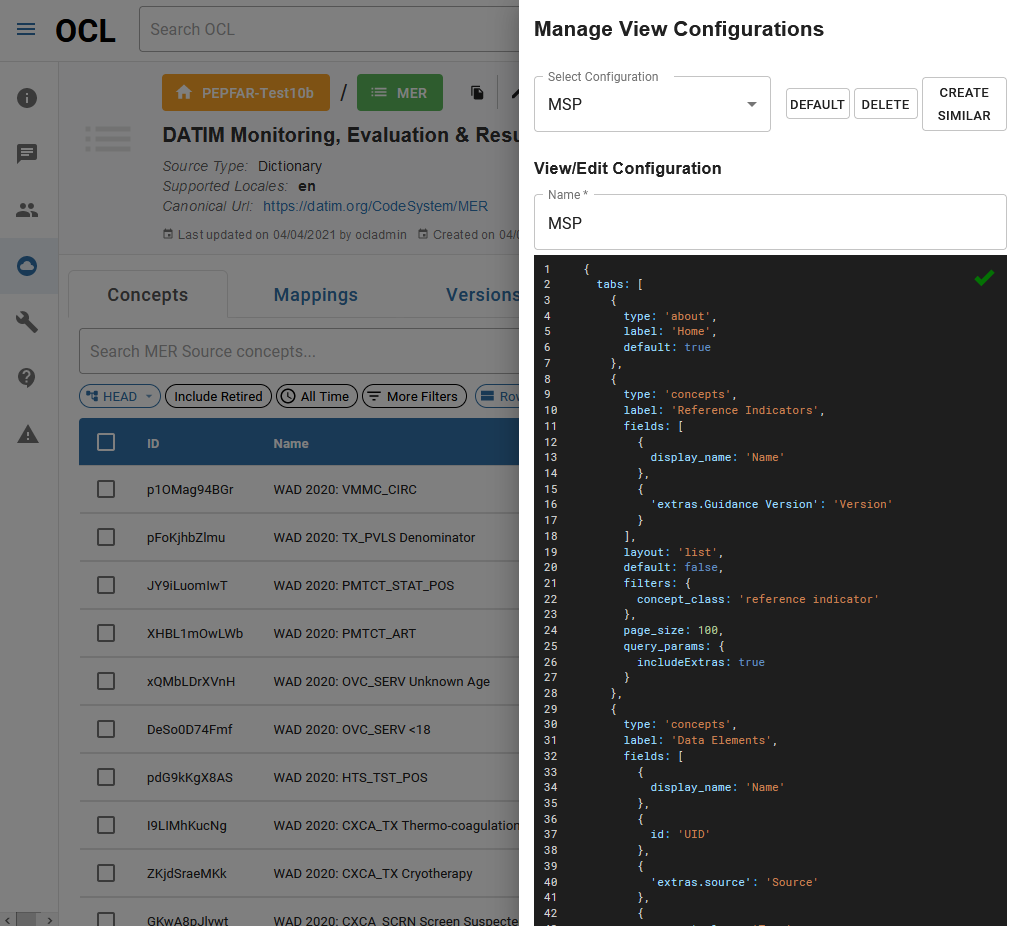 OCL
Search OCL
PEPFAR-Test10b / MER
DATIM Monitoring, Evaluation & Resu
Source Type: Dictionary
Supported Locales: en
Canonical Url: https://datim.org/CodeSystem/MER
Last updated on 04/04/2021 by ocladmin Created on 04/0
Concepts Mappings Versions
Search MER Source concepts...
HEAD Include Retired All Time More Filters Row
ID Name
p1OMag94BGr WAD 2020: VMMC_CIRC
pFoKjhbZlmu WAD 2020: TX_PVLS Denominator
JY9iLuomIwT WAD 2020: PMTCT_STAT_POS
XHBL1mOwLWb WAD 2020: PMTCT_ART
xQMbLDrXVnH WAD 2020: OVC_SERV Unknown Age
DeSo0D74Fmf WAD 2020: OVC_SERV <18
pdG9kKgX8AS WAD 2020: HTS_TST_POS
I9LIMhKucNg WAD 2020: CXCA_TX Thermo-coagulation
ZKjdSraeMKk WAD 2020: CXCA_TX Cryotherapy
GKwA8pJlvwt WAD 2020: CXCA_SCRN Screen Suspecte
Manage View Configurations
Select Configuration
MSP
DEFAULT
DELETE
CREATE
SIMILAR
View/Edit Configuration
Name *
MSP
1 {
2 tabs: [
3 {
4 type: 'about',
5 label: 'Home',
6 default: true
7 },
8 {
9 type: 'concepts',
10 label: 'Reference Indicators',
11 fields: [
12 {
13 display_name: 'Name'
14 },
15 {
16 'extras.Guidance Version': 'Version'
17 }
18 ],
19 layout: 'list',
20 default: false,
21 filters: {
22 concept_class: 'reference indicator'
23 },
24 page_size: 100,
25 query_params: {
26 includeExtras: true
27 }
28 },
29 {
30 type: 'concepts',
31 label: 'Data Elements',
32 fields: [
33 {
34 display_name: 'Name'
35 },
36 {
37 id: 'UID'
38 },
39 {
40 'extras.source': 'Source'
41 },
42 {